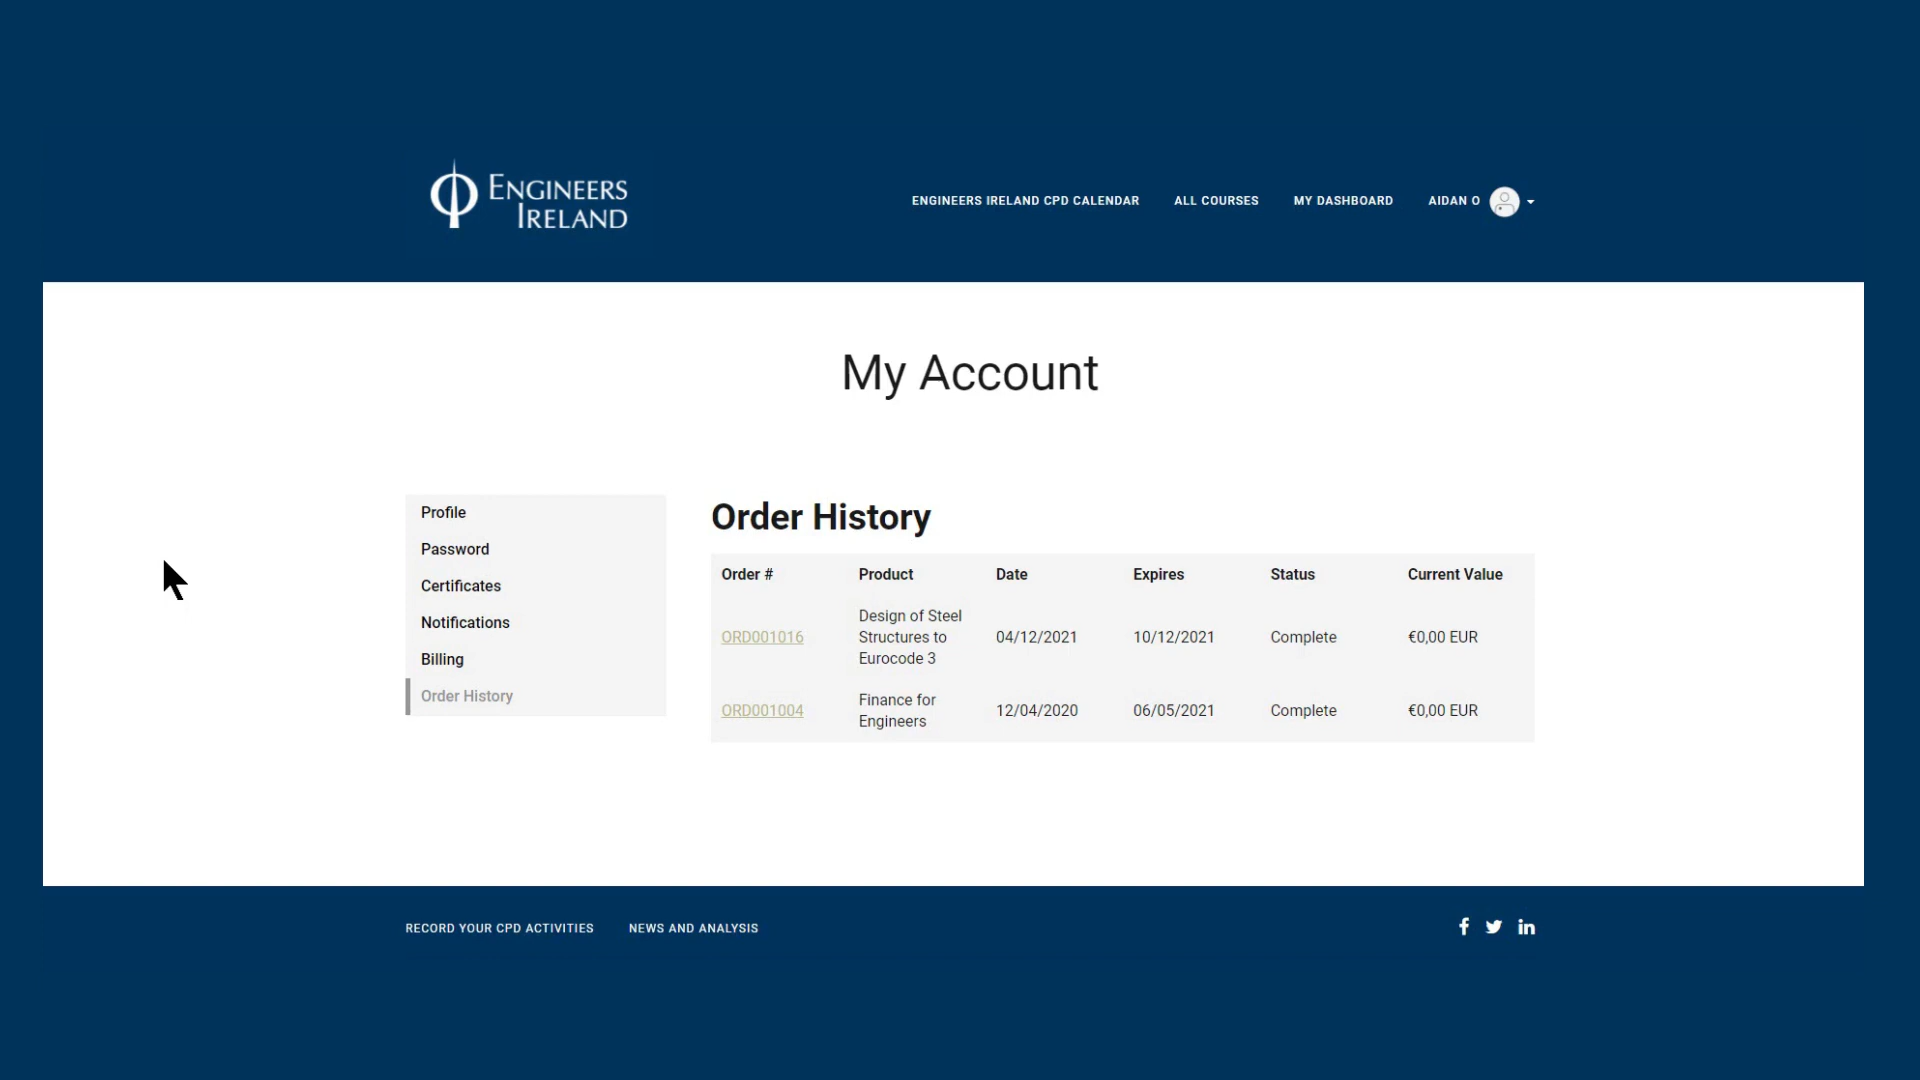 ENGINEERS
IRELAND
ENGINEERS IRELAND CPD CALENDAR ALL COURSES MY DASHBOARD AIDAN O
My Account
Profile
Password
Certificates
Notifications
Billing
Order History
Order History
Order # Product Date Expires Status Current Value
ORD001016 Design of Steel Structures to Eurocode 3 04/12/2021 10/12/2021 Complete €0,00 EUR
ORD001004 Finance for Engineers 12/04/2020 06/05/2021 Complete €0,00 EUR
RECORD YOUR CPD ACTIVITIES NEWS AND ANALYSIS